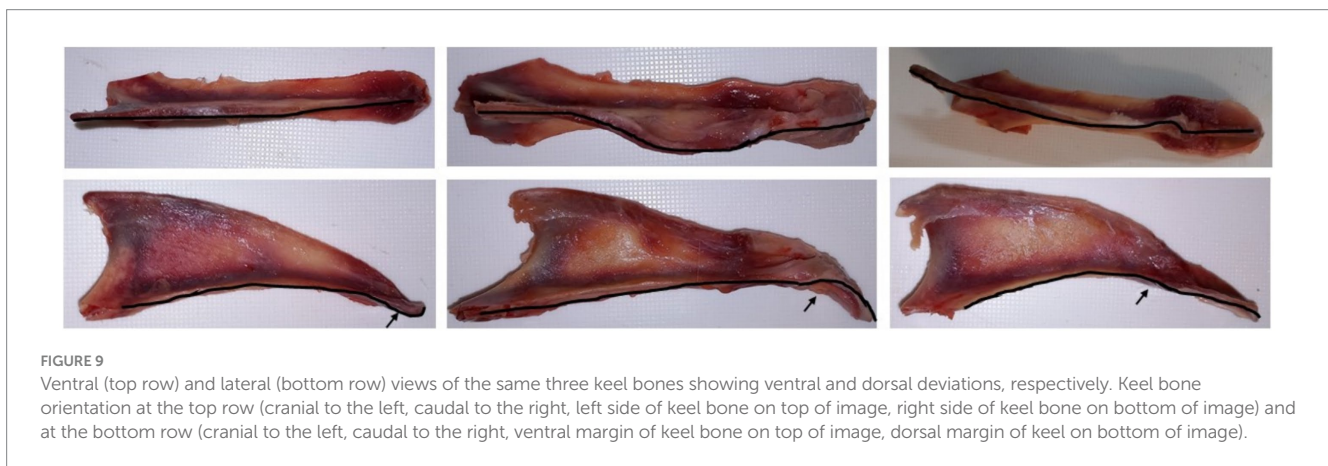 FIGURE 9
Ventral (top row) and lateral (bottom row) views of the same three keel bones showing ventral and dorsal deviations, respectively. Keel bone
orientation at the top row (cranial to the left, caudal to the right, left side of keel bone on top of image, right side of keel bone on bottom of image) and
at the bottom row (cranial to the left, caudal to the right, ventral margin of keel bone on top of image, dorsal margin of keel on bottom of image).